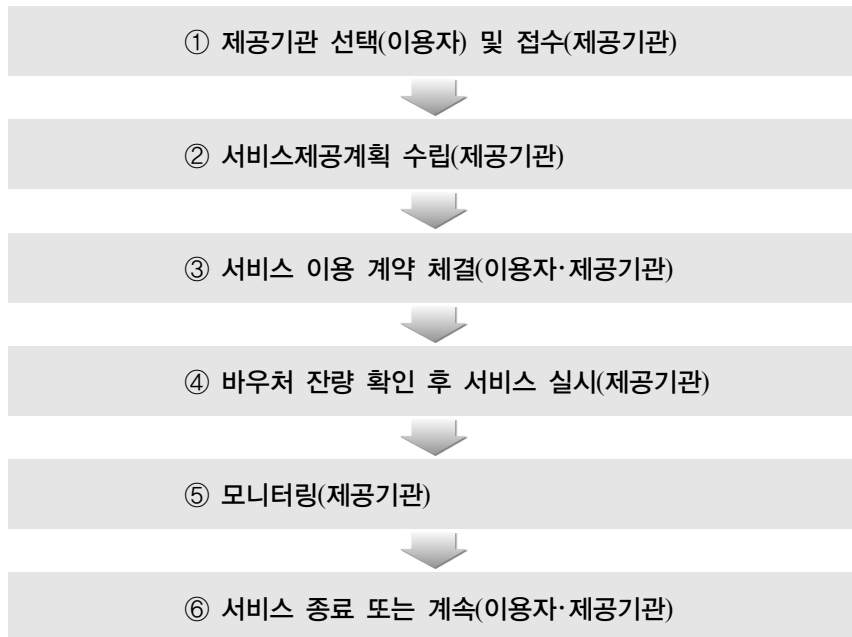 ① 제공기관 선택(이용자) 및 접수(제공기관)
② 서비스제공계획 수립(제공기관)
③ 서비스 이용 계약 체결(이용자·제공기관)
④ 바우처 잔량 확인 후 서비스 실시(제공기관)
⑤ 모니터링(제공기관)
⑥ 서비스 종료 또는 계속(이용자·제공기관)